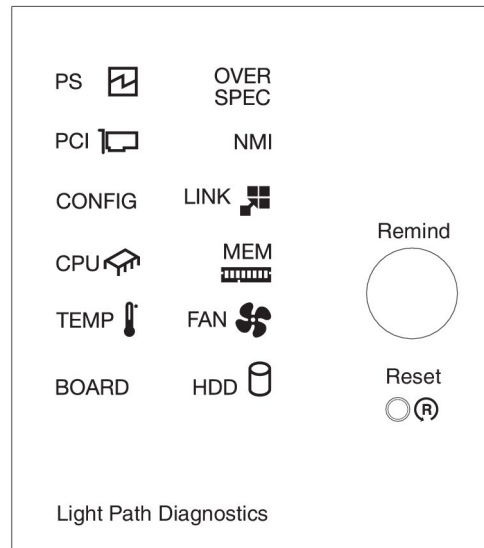 PS
OVER
SPEC
PCI
NMI
CONFIG
LINK
CPU
MEM
TEMP
FAN
BOARD
HDD
Remind
Reset
R
Light Path Diagnostics